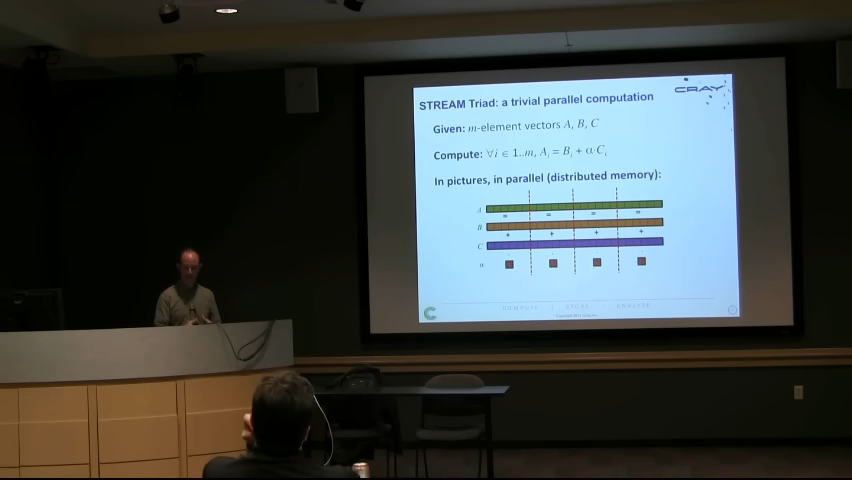 CRAY
STREAM Triad: a trivial parallel computation
Given: m-element vectors A, B, C
Compute: ∀i ∈ 1..m, Aᵢ = Bᵢ + α·Cᵢ
In pictures, in parallel (distributed memory):
A
= = = =
B
+ + + +
C
α
COMPUTE | STORE | ANALYZE